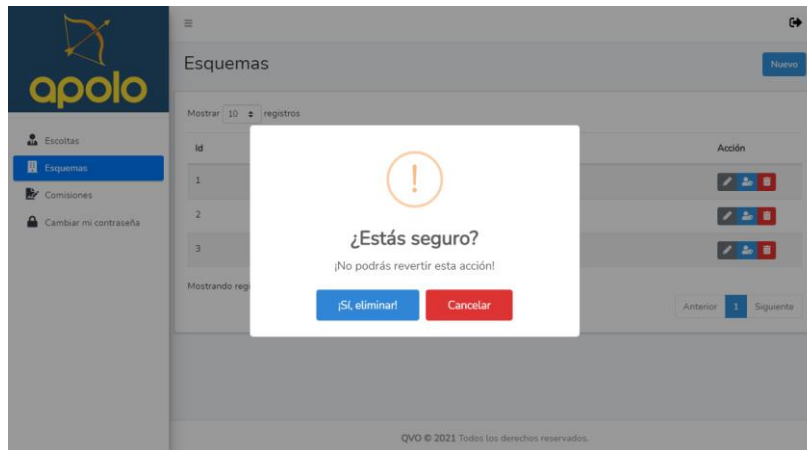 apolo
Escoltas
Esquemas
Comisiones
Cambiar mi contraseña
Esquemas
Nuevo
Mostrar 10 registros
Id Acción
1
2
3
Mostrando regi
Anterior 1 Siguiente
¿Estás seguro?
¡No podrás revertir esta acción!
¡Sí, eliminar! Cancelar
QVO © 2021 Todos los derechos reservados.